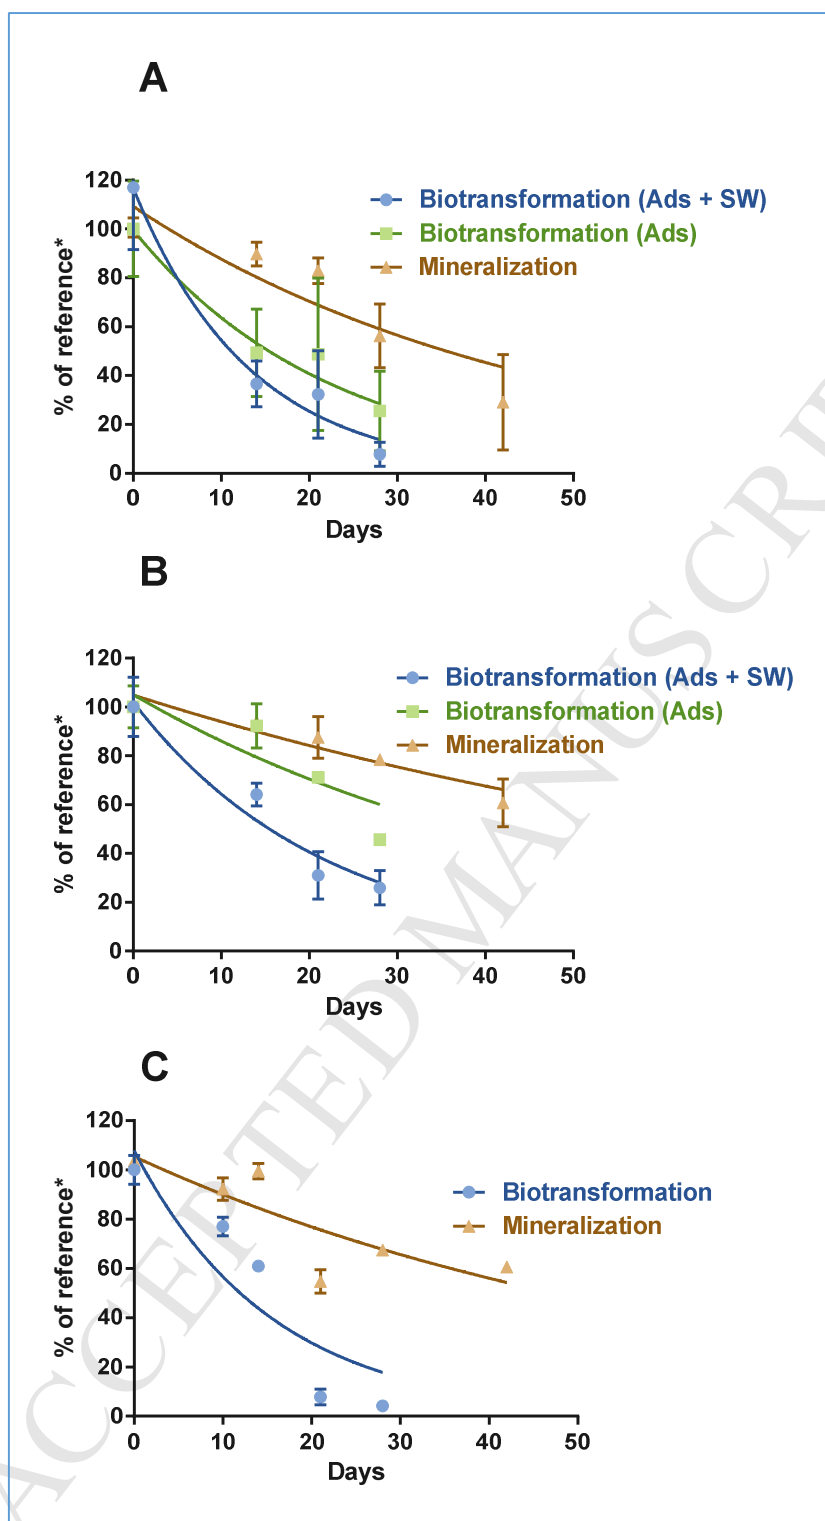 A
120
100
80
60
40
20
0
% of reference*
0 10 20 30 40 50
Days
Biotransformation (Ads + SW)
Biotransformation (Ads)
Mineralization
B
120
100
80
60
40
20
0
% of reference*
0 10 20 30 40 50
Days
Biotransformation (Ads + SW)
Biotransformation (Ads)
Mineralization
C
120
100
80
60
40
20
0
% of reference*
0 10 20 30 40 50
Days
Biotransformation
Mineralization
ACCEPTED MANUSCRI